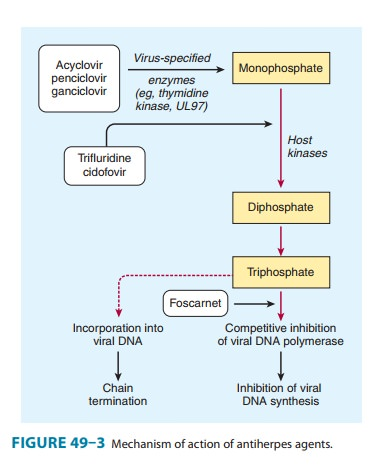 Acyclovir
penciclovir
ganciclovir
Virus-specified
enzymes
(eg, thymidine
kinase, UL97)
Monophosphate
Host
kinases
Trifluridine
cidofovir
Diphosphate
Triphosphate
Foscarnet
Incorporation into
viral DNA
Competitive inhibition
of viral DNA polymerase
Chain
termination
Inhibition of viral
DNA synthesis
FIGURE 49–3 Mechanism of action of antiherpes agents.